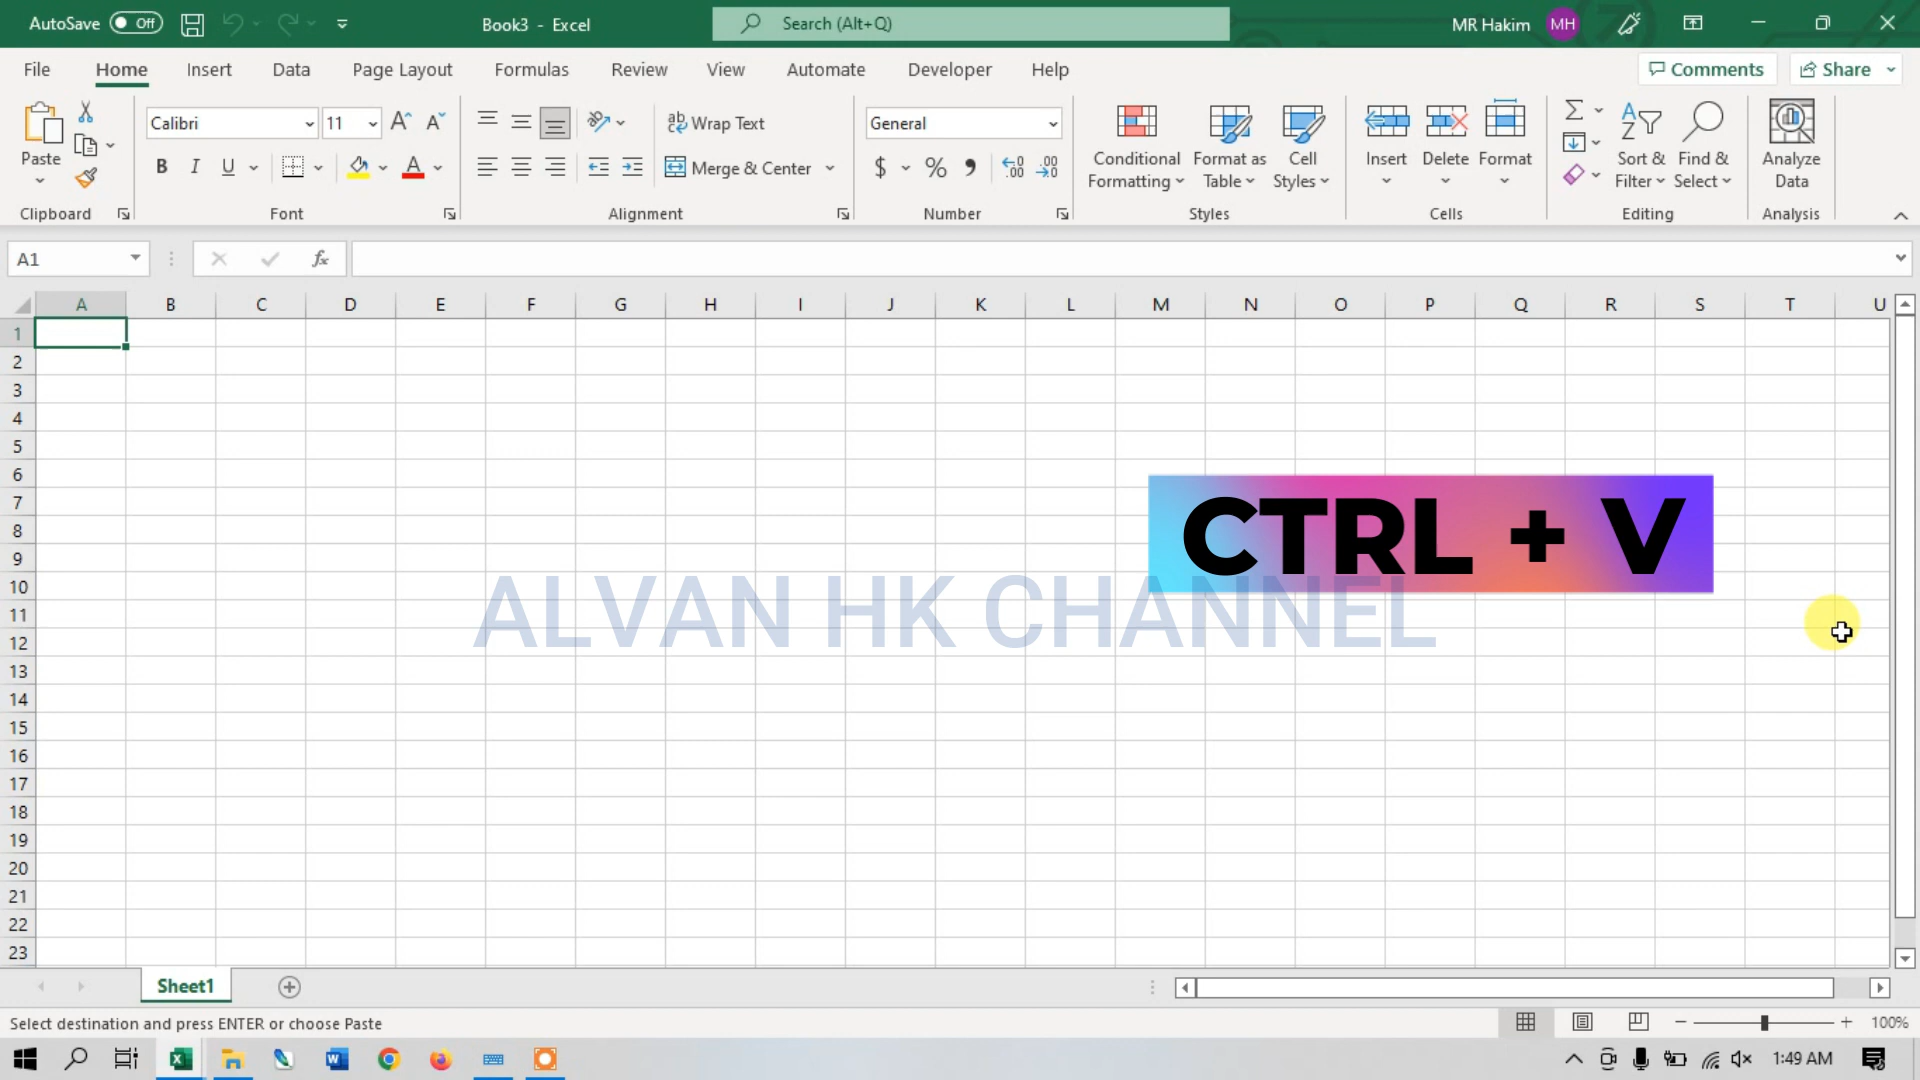 AutoSave Off Book3 - Excel Search (Alt+Q) MR Hakim MH
File Home Insert Data Page Layout Formulas Review View Automate Developer Help Comments Share
Calibri 11 Wrap Text General
Paste B I U Merge & Center $ % Conditional Formatting Format as Table Cell Styles Insert Delete Format Sort & Filter Find & Select Analyze Data
Clipboard Font Alignment Number Styles Cells Editing Analysis
A1 fx
A B C D E F G H I J K L M N O P Q R S T U
1
2
3
4
5
6
7
8
9
10
11
12
13
14
15
16
17
18
19
20
21
22
23
CTRL + V
ALVAN HK CHANNEL
Sheet1
Select destination and press ENTER or choose Paste 100%
1:49 AM